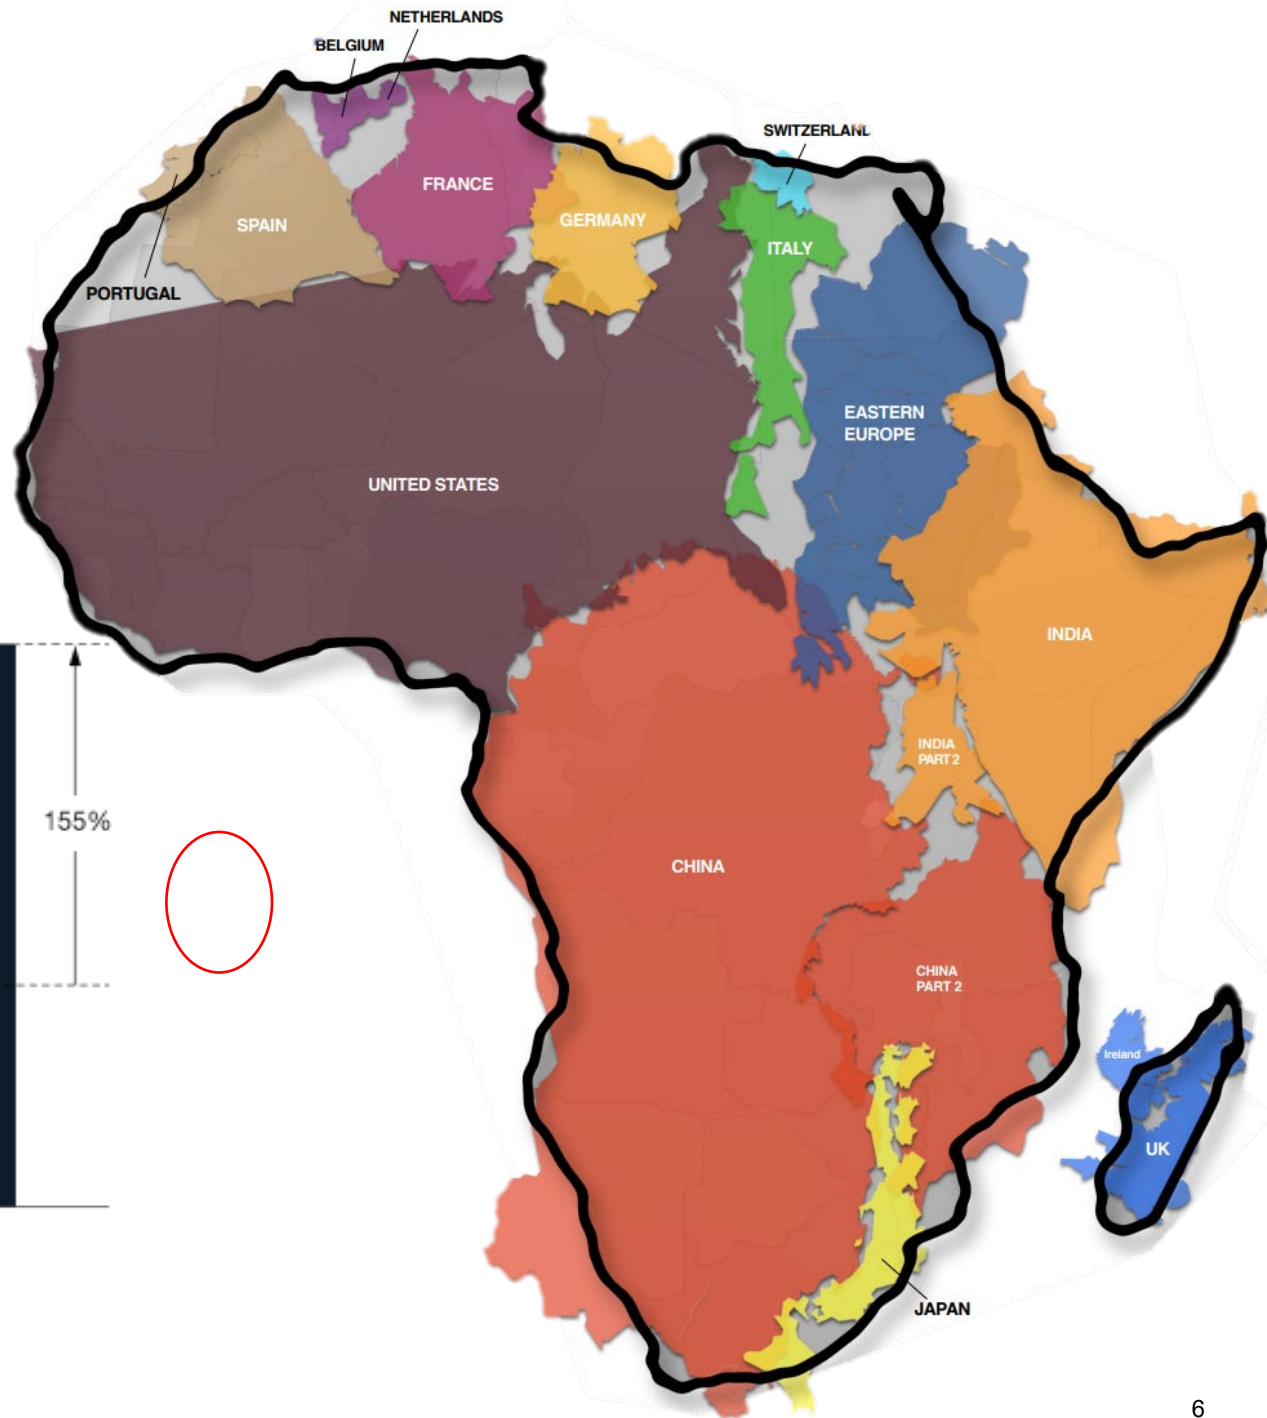 NETHERLANDS
BELGIUM
SWITZERLAND
FRANCE
SPAIN
GERMANY
ITALY
PORTUGAL
EASTERN
EUROPE
UNITED STATES
INDIA
INDIA
PART 2
155%
CHINA
CHINA
PART 2
Ireland
UK
JAPAN
6